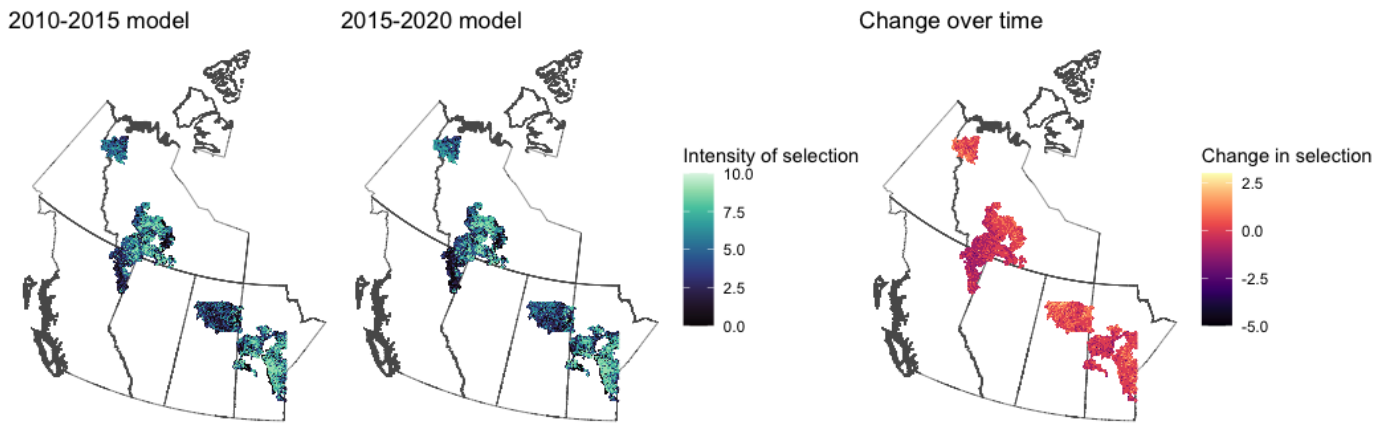 2010-2015 model
2015-2020 model
Change over time
Intensity of selection
10.0
7.5
5.0
2.5
0.0
Change in selection
2.5
0.0
-2.5
-5.0